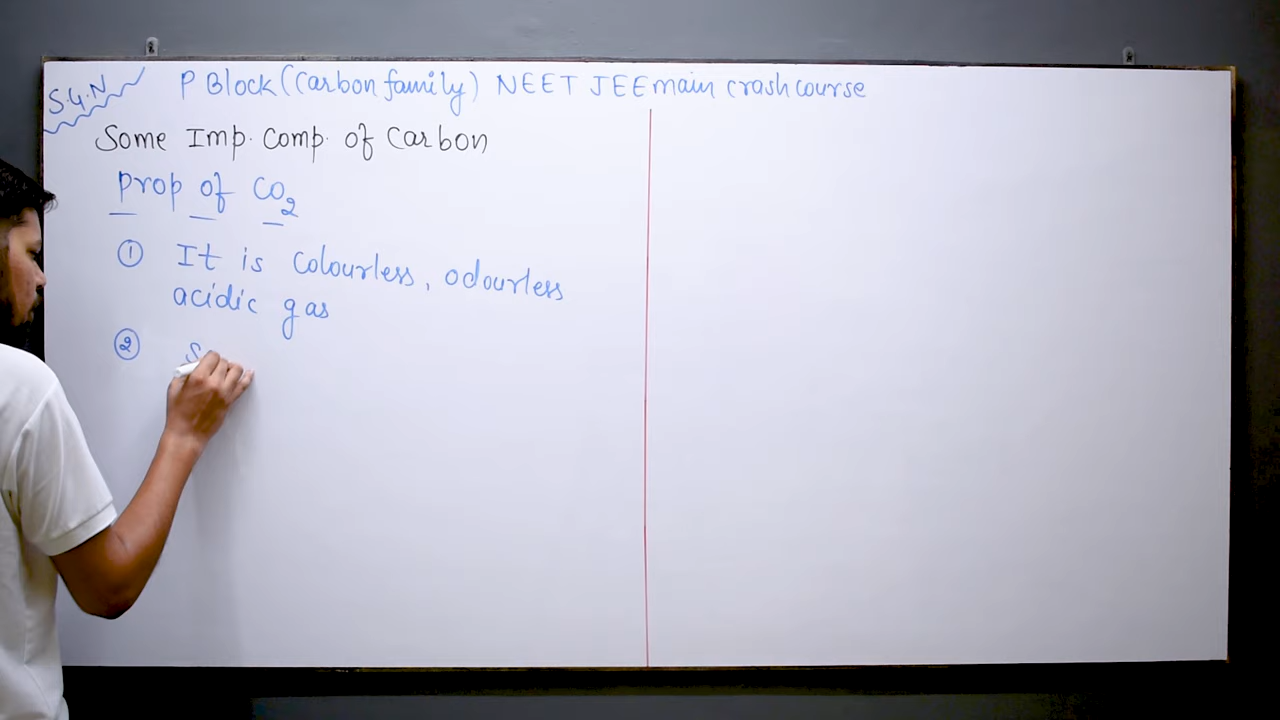 S.G.N
P Block (Carbon family) NEET JEE main crash course
Some Imp. Comp. of Carbon
Prop of CO₂
① It is colourless, odourless
acidic gas
②